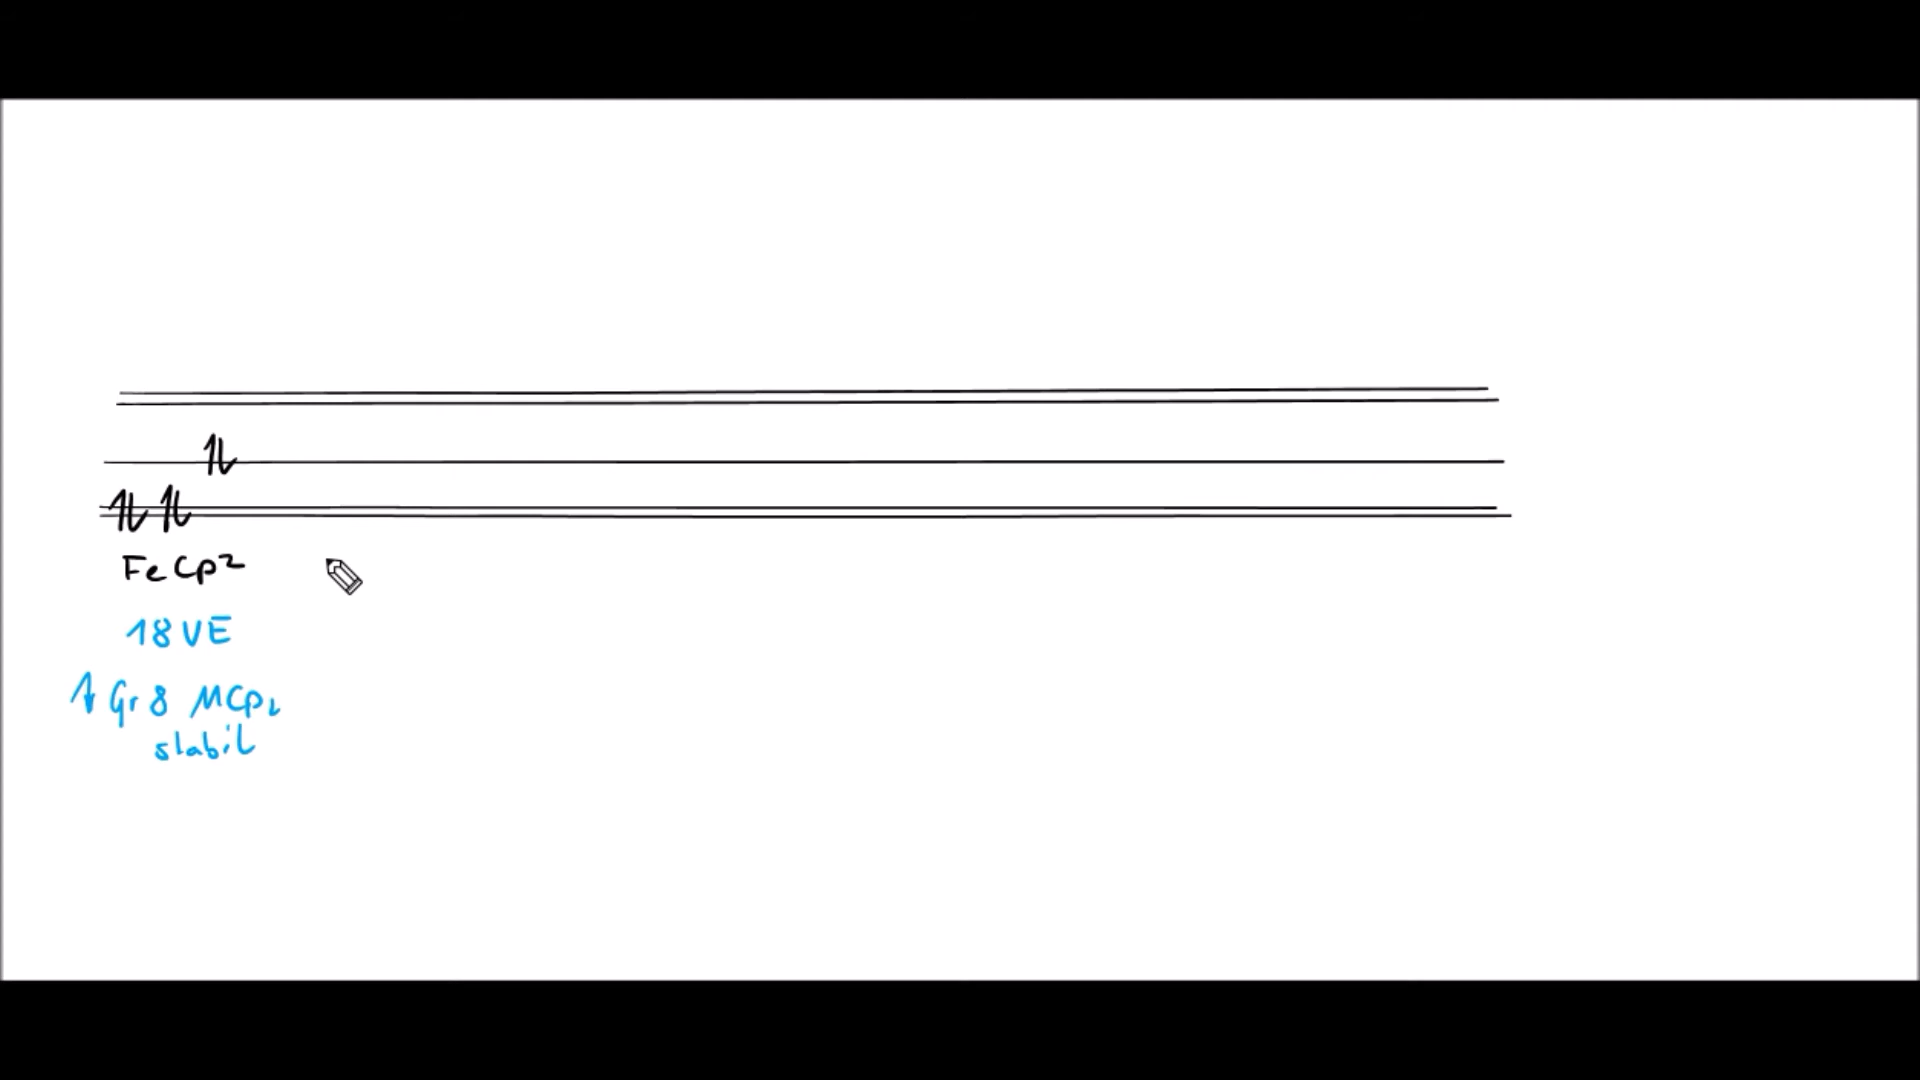 ⇅
⇅ ⇅
FeCp²
18 VE
Gr 8 MCp₂
stabil